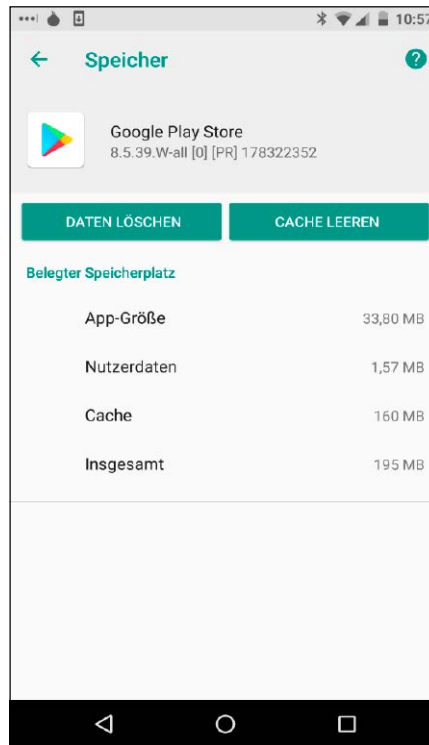 10:57
Speicher
Google Play Store
8.5.39.W-all [0] [PR] 178322352
DATEN LÖSCHEN CACHE LEEREN
Belegter Speicherplatz
App-Größe 33,80 MB
Nutzerdaten 1,57 MB
Cache 160 MB
Insgesamt 195 MB